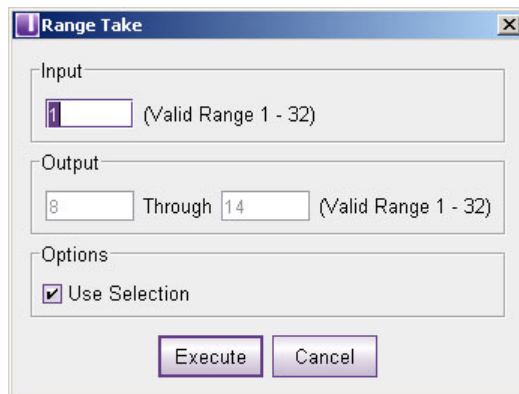 Range Take
Input
1 (Valid Range 1 - 32)
Output
8 Through 14 (Valid Range 1 - 32)
Options
Use Selection
Execute Cancel